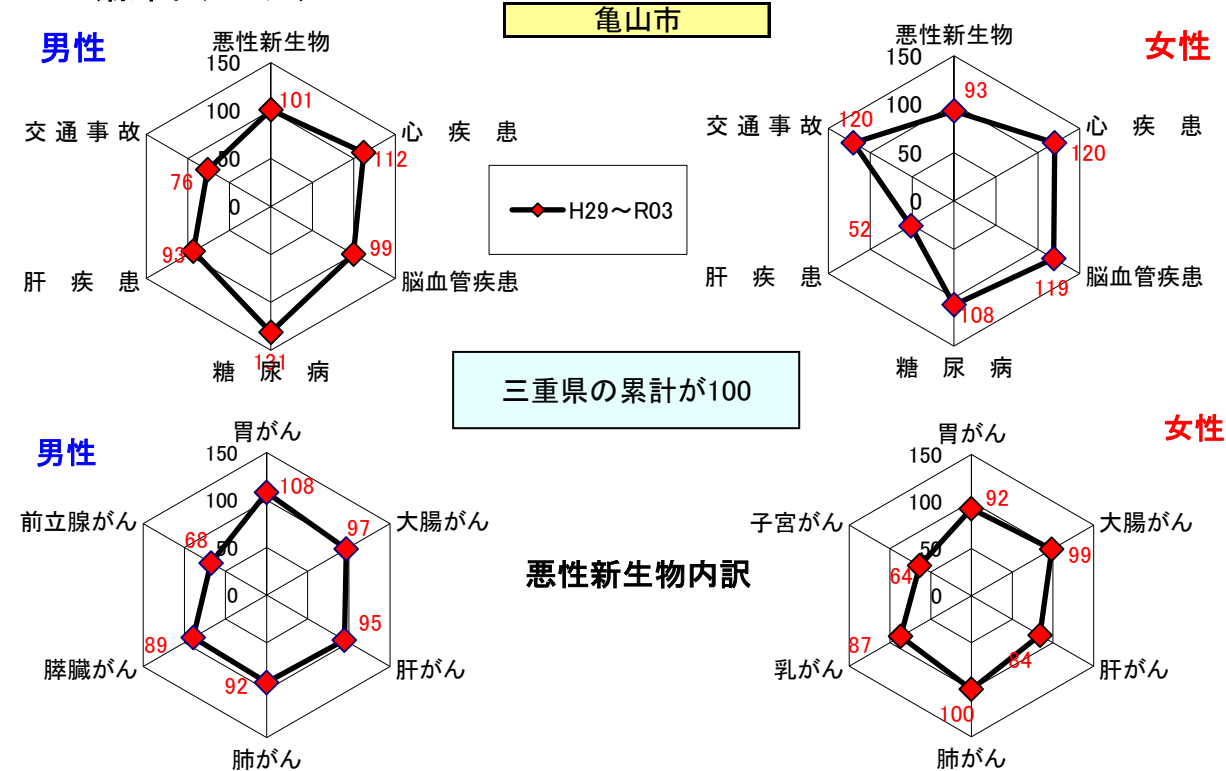 亀山市
男性
悪性新生物
150
100
50
0
101
心 疾 患
112
脳血管疾患
99
糖 尿 病
131
肝 疾 患
93
交 通 事 故
76
H29～R03
女性
悪性新生物
150
100
50
0
93
心 疾 患
120
脳血管疾患
119
糖 尿 病
108
肝 疾 患
52
交 通 事 故
120
三重県の累計が100
男性
胃がん
150
100
50
0
108
大腸がん
97
肝がん
95
肺がん
92
膵臓がん
89
前立腺がん
68
悪性新生物内訳
女性
胃がん
150
100
50
0
92
大腸がん
99
肝がん
84
肺がん
100
乳がん
87
子宮がん
64